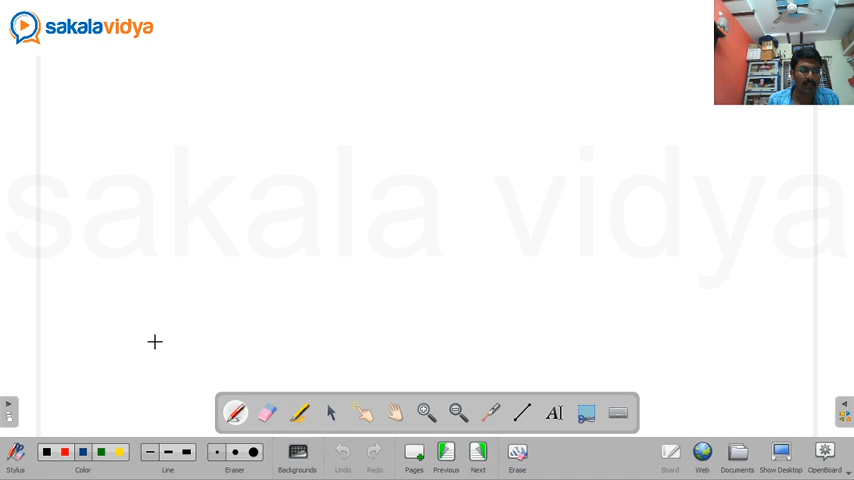 sakalavidya
sakala vidya
AI
Stylus
Color
Line
Eraser
Backgrounds
Undo
Redo
Pages
Previous
Next
Erase
Board
Web
Documents
Show Desktop
OpenBoard